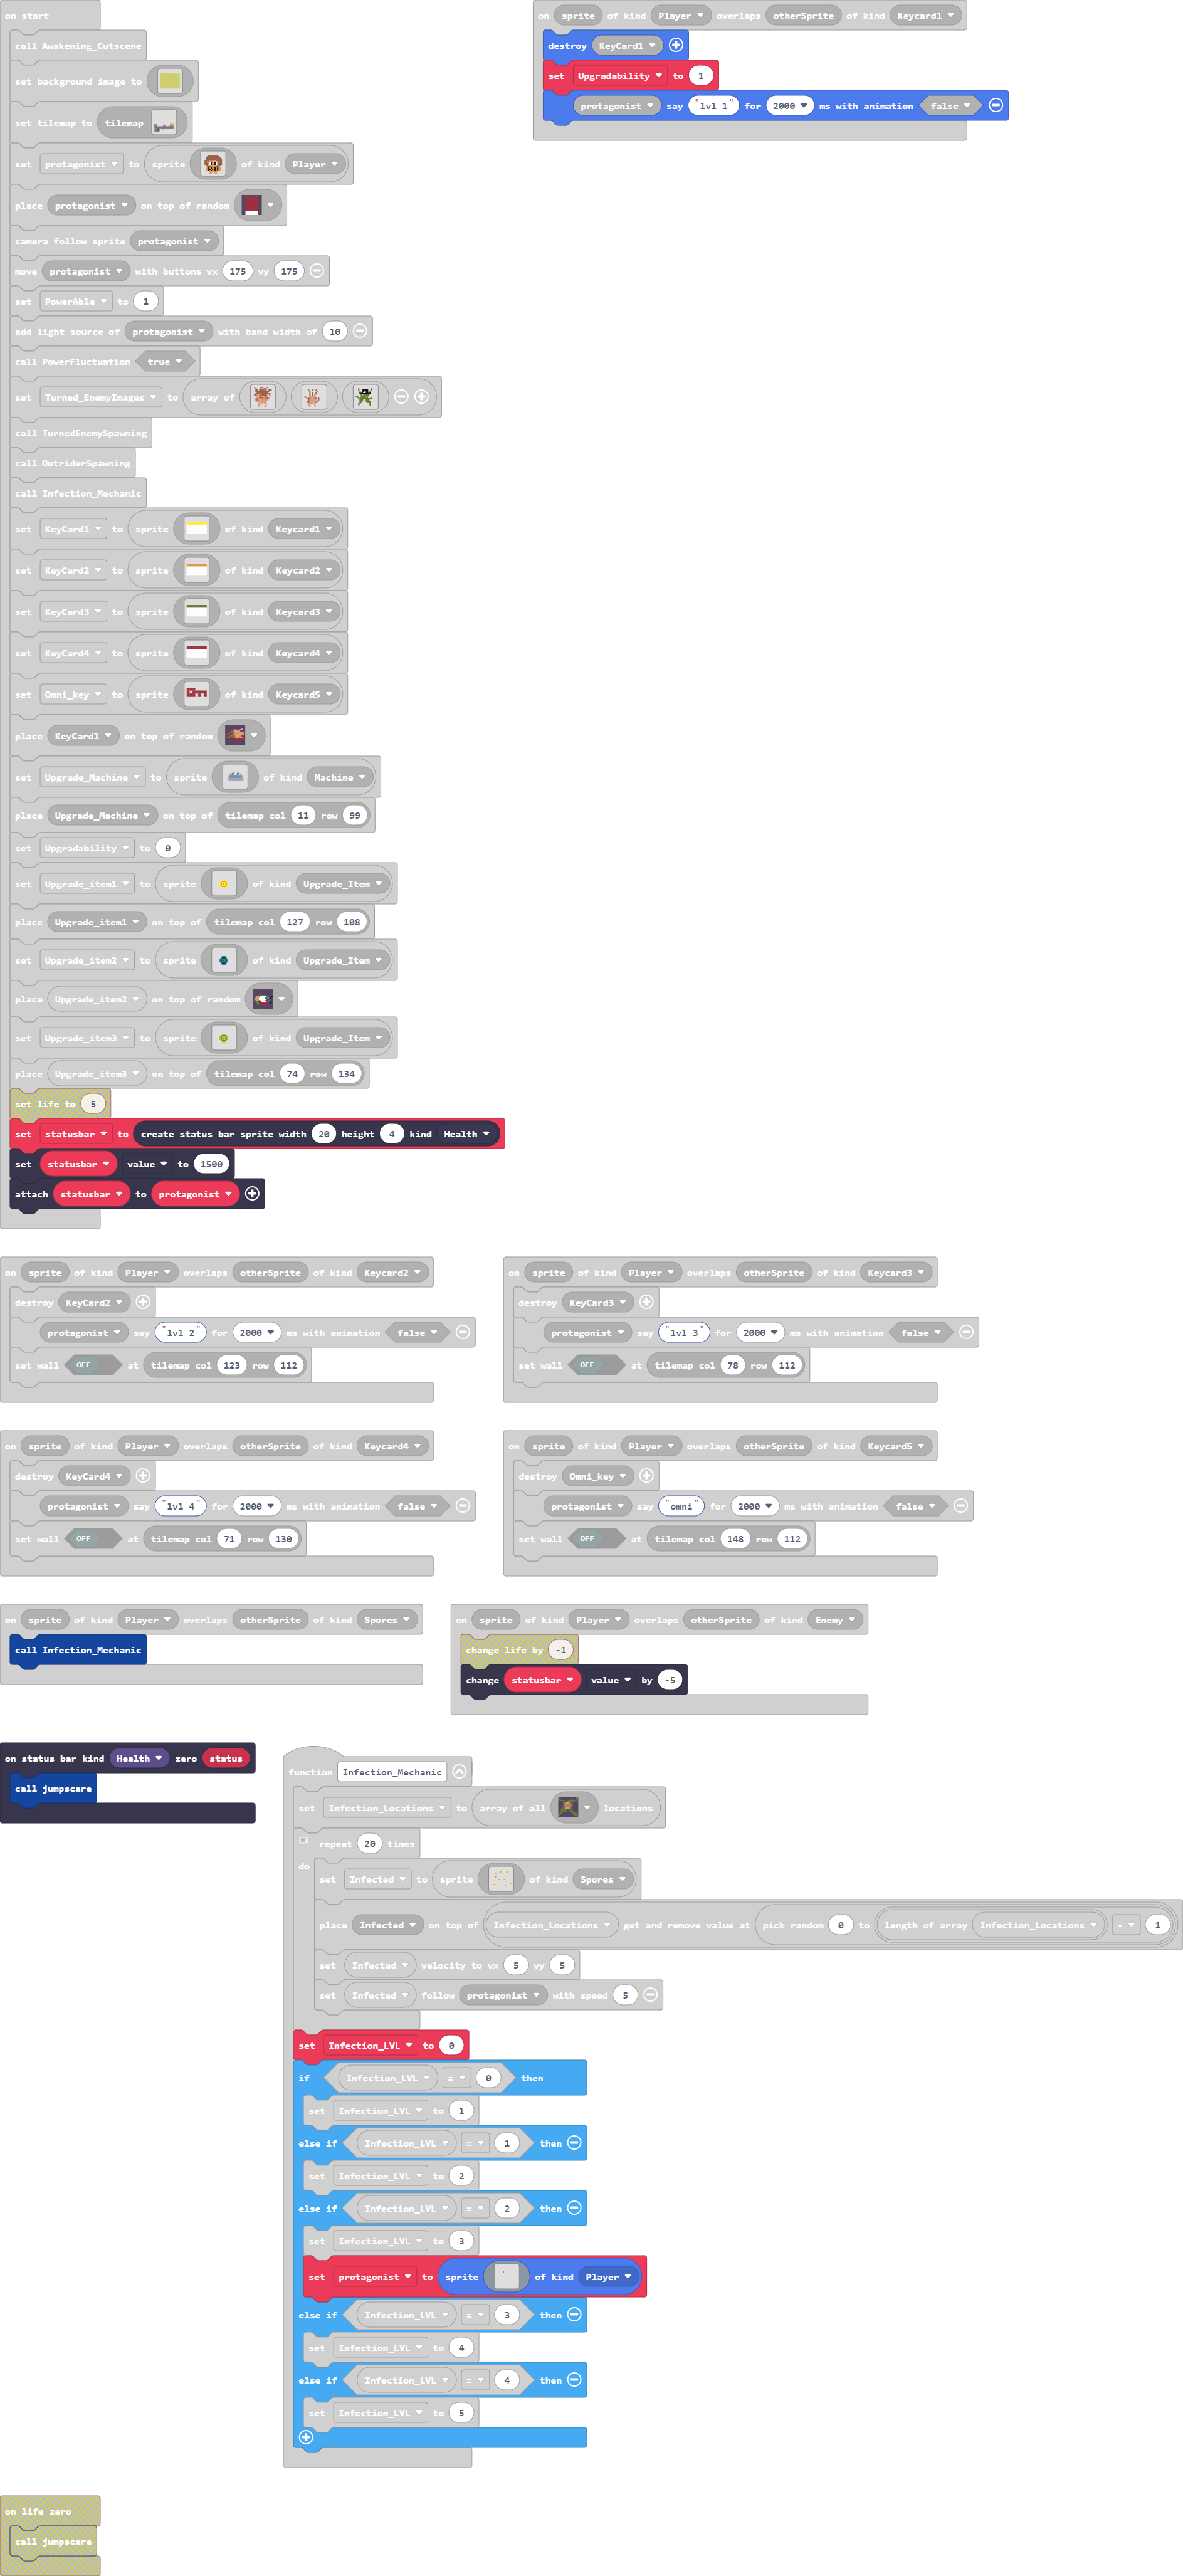 on start
call Awakening_Cutscene
set background image to
set tilemap to tilemap
set protagonist to sprite of kind Player
place protagonist on top of random
camera follow sprite protagonist
move protagonist with buttons vx 175 vy 175
set PowerAble to 1
add light source of protagonist with band width of 10
call PowerFluctuation true
set Turned_EnemyImages to array of
call TurnedEnemySpawning
call OutriderSpawning
call Infection_Mechanic
set KeyCard1 to sprite of kind Keycard1
set KeyCard2 to sprite of kind Keycard2
set KeyCard3 to sprite of kind Keycard3
set KeyCard4 to sprite of kind Keycard4
set Omni_key to sprite of kind Keycard5
place KeyCard1 on top of random
set Upgrade_Machine to sprite of kind Machine
place Upgrade_Machine on top of tilemap col 11 row 99
set Upgradability to 0
set Upgrade_item1 to sprite of kind Upgrade_Item
place Upgrade_item1 on top of tilemap col 127 row 108
set Upgrade_item2 to sprite of kind Upgrade_Item
place Upgrade_item2 on top of random
set Upgrade_item3 to sprite of kind Upgrade_Item
place Upgrade_item3 on top of tilemap col 74 row 134
set life to 5
set statusbar to create status bar sprite width 20 height 4 kind Health
set statusbar value to 1500
attach statusbar to protagonist
on sprite of kind Player overlaps otherSprite of kind Keycard1
destroy KeyCard1
set Upgradability to 1
protagonist say "lvl 1" for 2000 ms with animation false
on sprite of kind Player overlaps otherSprite of kind Keycard2
destroy KeyCard2
protagonist say "lvl 2" for 2000 ms with animation false
set wall OFF at tilemap col 123 row 112
on sprite of kind Player overlaps otherSprite of kind Keycard3
destroy KeyCard3
protagonist say "lvl 3" for 2000 ms with animation false
set wall OFF at tilemap col 78 row 112
on sprite of kind Player overlaps otherSprite of kind Keycard4
destroy KeyCard4
protagonist say "lvl 4" for 2000 ms with animation false
set wall OFF at tilemap col 71 row 130
on sprite of kind Player overlaps otherSprite of kind Keycard5
destroy Omni_key
protagonist say "omni" for 2000 ms with animation false
set wall OFF at tilemap col 148 row 112
on sprite of kind Player overlaps otherSprite of kind Spores
call Infection_Mechanic
on sprite of kind Player overlaps otherSprite of kind Enemy
change life by -1
change statusbar value by -5
on status bar kind Health zero status
call jumpscare
function Infection_Mechanic
set Infection_Locations to array of all locations
repeat 20 times
do
set Infected to sprite of kind Spores
place Infected on top of Infection_Locations get and remove value at pick random 0 to length of array Infection_Locations - 1
set Infected velocity to vx 5 vy 5
set Infected follow protagonist with speed 5
set Infection_LVL to 0
if Infection_LVL = 0 then
set Infection_LVL to 1
else if Infection_LVL = 1 then
set Infection_LVL to 2
else if Infection_LVL = 2 then
set Infection_LVL to 3
set protagonist to sprite of kind Player
else if Infection_LVL = 3 then
set Infection_LVL to 4
else if Infection_LVL = 4 then
set Infection_LVL to 5
on life zero
call jumpscare